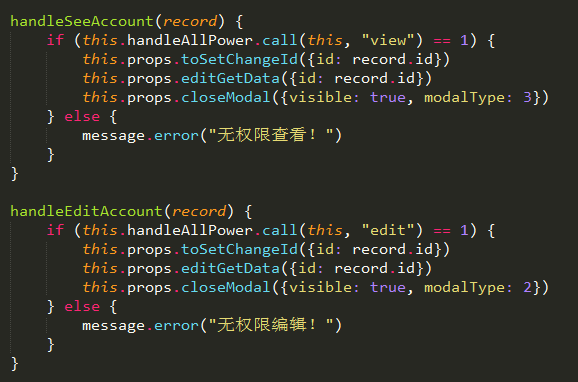 handleSeeAccount(record) {
if (this.handleAllPower.call(this, "view") == 1) {
this.props.toSetChangeId({id: record.id})
this.props.editGetData({id: record.id})
this.props.closeModal({visible: true, modalType: 3})
} else {
message.error("无权限查看！")
}
}
handleEditAccount(record) {
if (this.handleAllPower.call(this, "edit") == 1) {
this.props.toSetChangeId({id: record.id})
this.props.editGetData({id: record.id})
this.props.closeModal({visible: true, modalType: 2})
} else {
message.error("无权限编辑！")
}
}